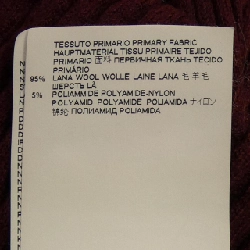 TESSUTO PRIMARIO PRIMARY FABRIC
HAUPTMATERIAL TISSU PRIMAIRE TEJIDO
PRIMARIO 面料 ПЕРВИЧНАЯ ТКАНЬ TECIDO
PRIMÁRIO
95% LANA WOOL WOLLE LAINE LANA 毛 羊毛
ШЕРСТЬ LÃ
5% POLIAMMIDE POLYAMIDE-NYLON
POLYAMID POLYAMIDE POLIAMIDA ナイロン
锦纶 ПОЛИАМИД POLIAMIDA